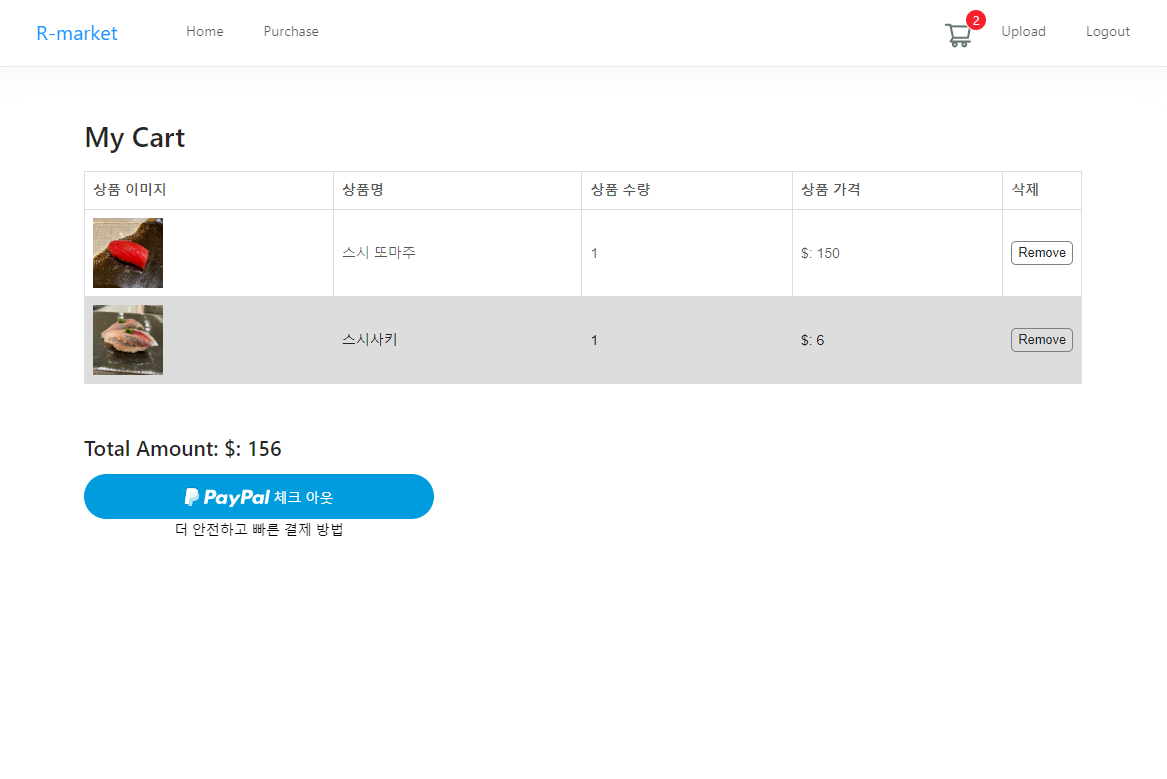 R-market Home Purchase 2 Upload Logout
My Cart
상품 이미지 상품명 상품 수량 상품 가격 삭제
스시 또마주 1 $: 150 Remove
스시사키 1 $: 6 Remove
Total Amount: $: 156
PayPal 체크 아웃
더 안전하고 빠른 결제 방법